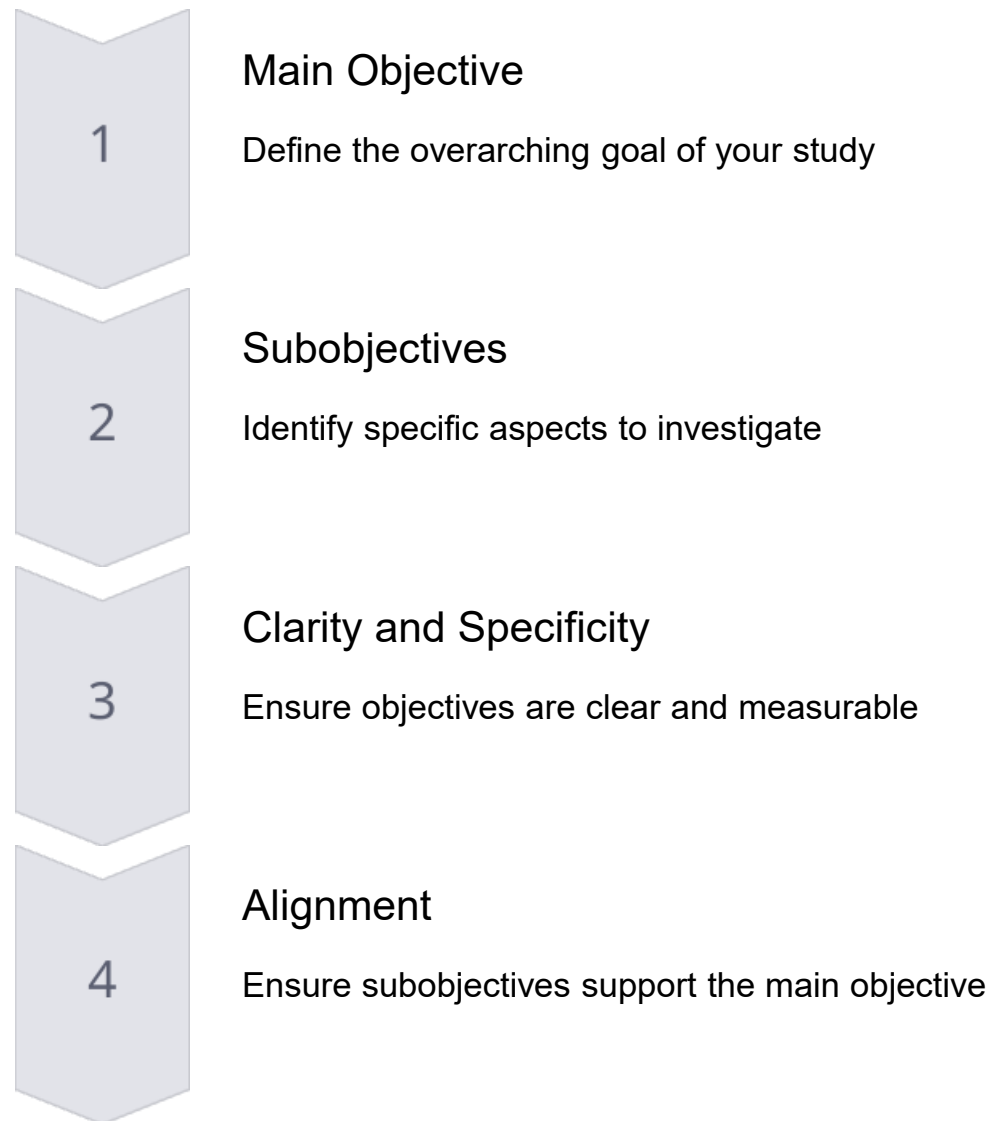 1
Main Objective
Define the overarching goal of your study
2
Subobjectives
Identify specific aspects to investigate
3
Clarity and Specificity
Ensure objectives are clear and measurable
4
Alignment
Ensure subobjectives support the main objective